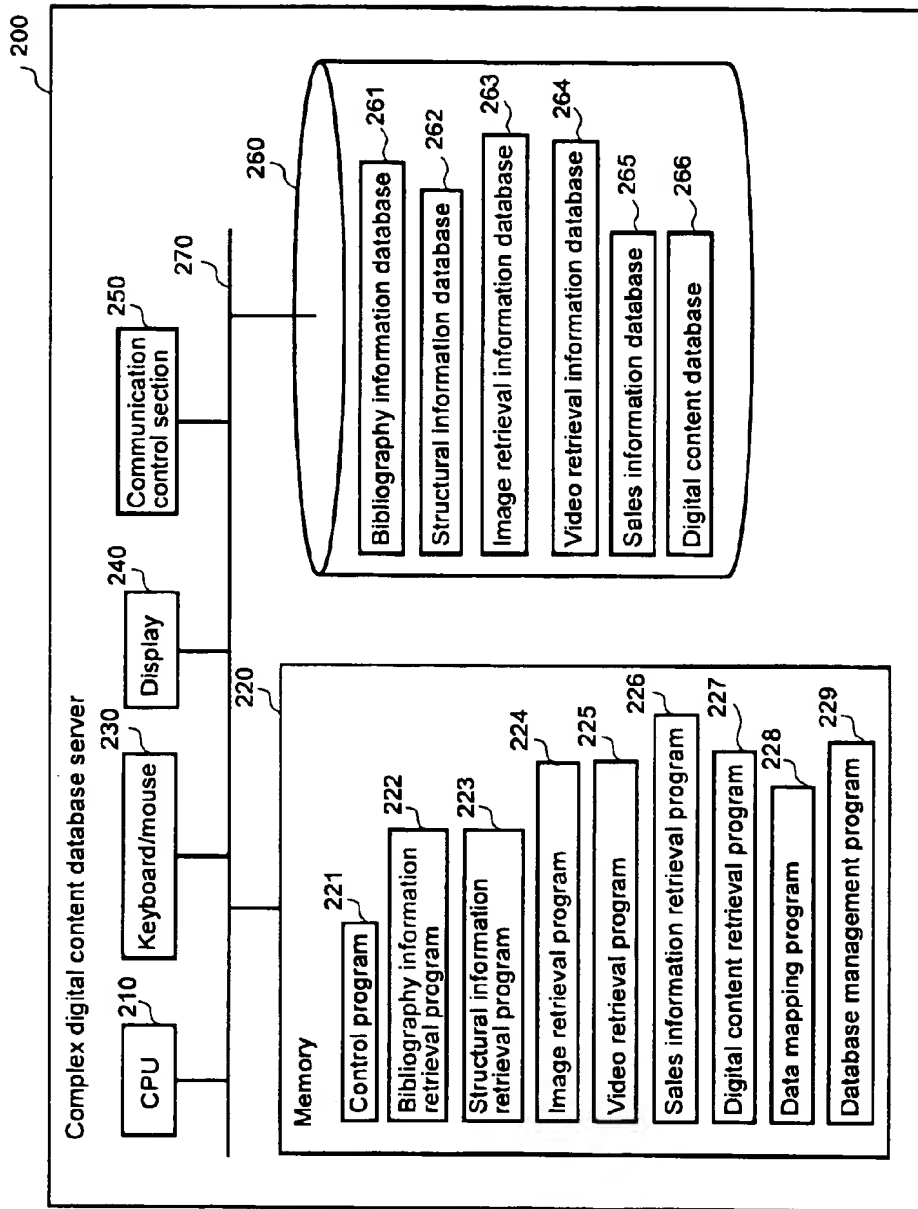 200
Complex digital content database server
210
CPU
230
Keyboard/mouse
240
Display
250
Communication
control section
270
220
Memory
221
Control program
222
Bibliography information
retrieval program
223
Structural information
retrieval program
224
Image retrieval program
225
Video retrieval program
226
Sales information retrieval program
227
Digital content retrieval program
228
Data mapping program
229
Database management program
260
261
Bibliography information database
262
Structural information database
263
Image retrieval information database
264
Video retrieval information database
265
Sales information database
266
Digital content database